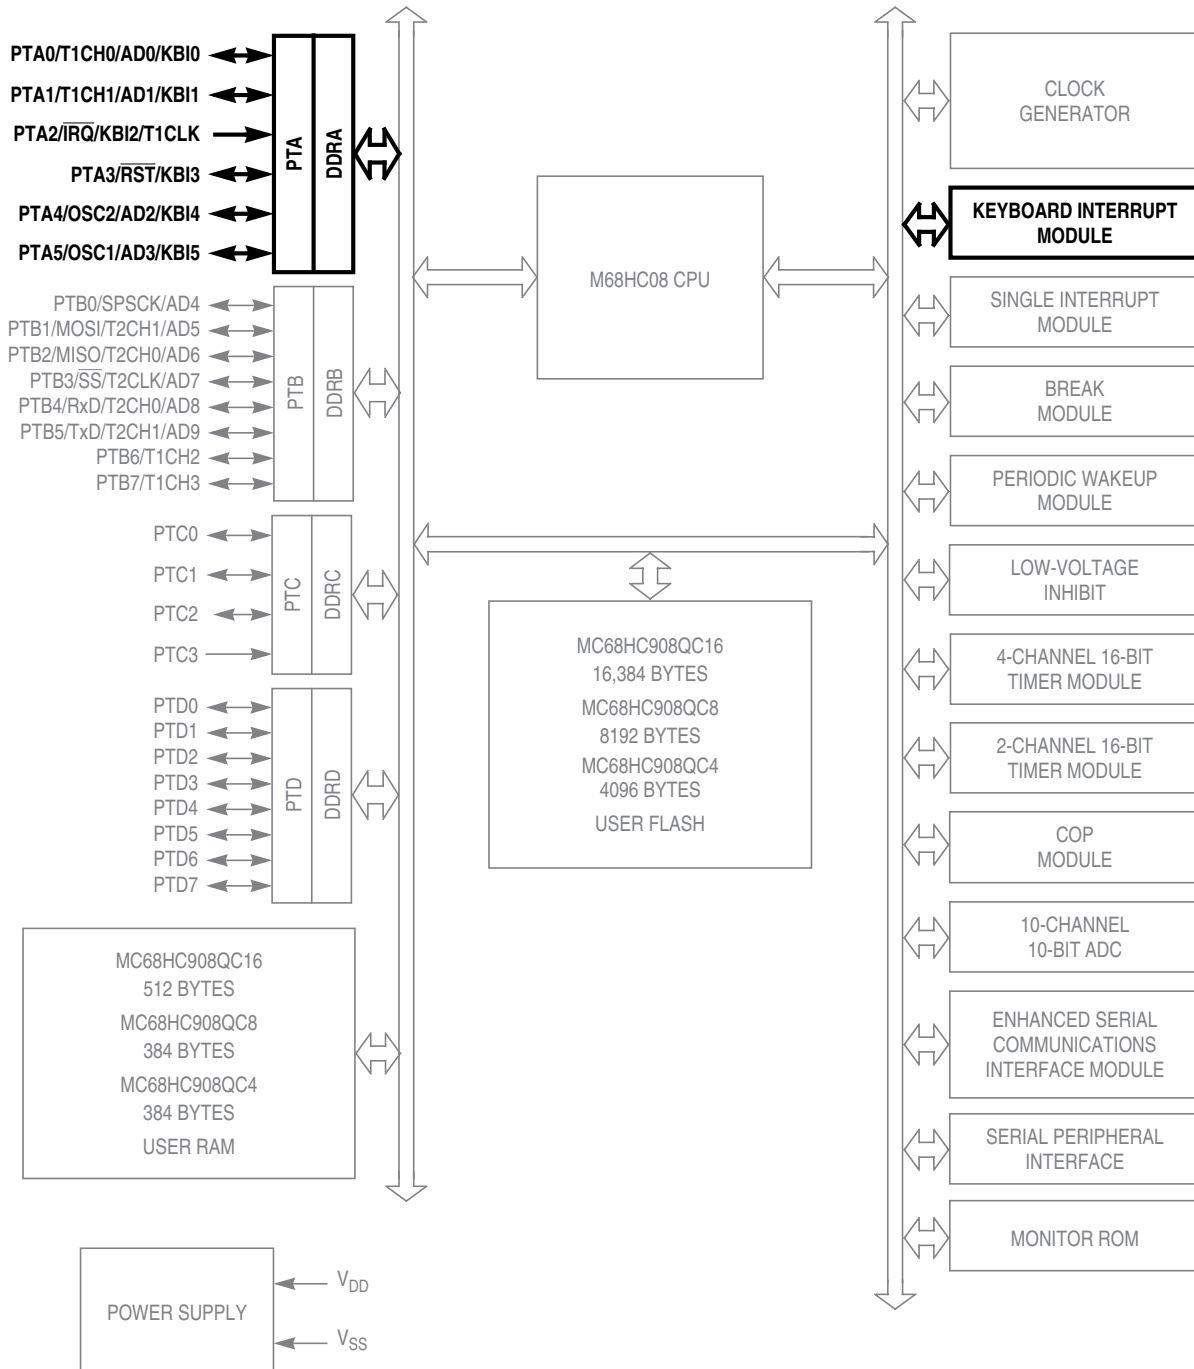 PTA0/T1CH0/AD0/KBI0
PTA1/T1CH1/AD1/KBI1
PTA2/IRQ/KBI2/T1CLK
PTA3/RST/KBI3
PTA4/OSC2/AD2/KBI4
PTA5/OSC1/AD3/KBI5
PTA
DDRA
PTB0/SPSCK/AD4
PTB1/MOSI/T2CH1/AD5
PTB2/MISO/T2CH0/AD6
PTB3/SS/T2CLK/AD7
PTB4/RxD/T2CH0/AD8
PTB5/TxD/T2CH1/AD9
PTB6/T1CH2
PTB7/T1CH3
PTB
DDRB
PTC0
PTC1
PTC2
PTC3
PTC
DDRC
PTD0
PTD1
PTD2
PTD3
PTD4
PTD5
PTD6
PTD7
PTD
DDRD
MC68HC908QC16
512 BYTES
MC68HC908QC8
384 BYTES
MC68HC908QC4
384 BYTES
USER RAM
POWER SUPPLY
VDD
VSS
M68HC08 CPU
MC68HC908QC16
16,384 BYTES
MC68HC908QC8
8192 BYTES
MC68HC908QC4
4096 BYTES
USER FLASH
CLOCK
GENERATOR
KEYBOARD INTERRUPT
MODULE
SINGLE INTERRUPT
MODULE
BREAK
MODULE
PERIODIC WAKEUP
MODULE
LOW-VOLTAGE
INHIBIT
4-CHANNEL 16-BIT
TIMER MODULE
2-CHANNEL 16-BIT
TIMER MODULE
COP
MODULE
10-CHANNEL
10-BIT ADC
ENHANCED SERIAL
COMMUNICATIONS
INTERFACE MODULE
SERIAL PERIPHERAL
INTERFACE
MONITOR ROM